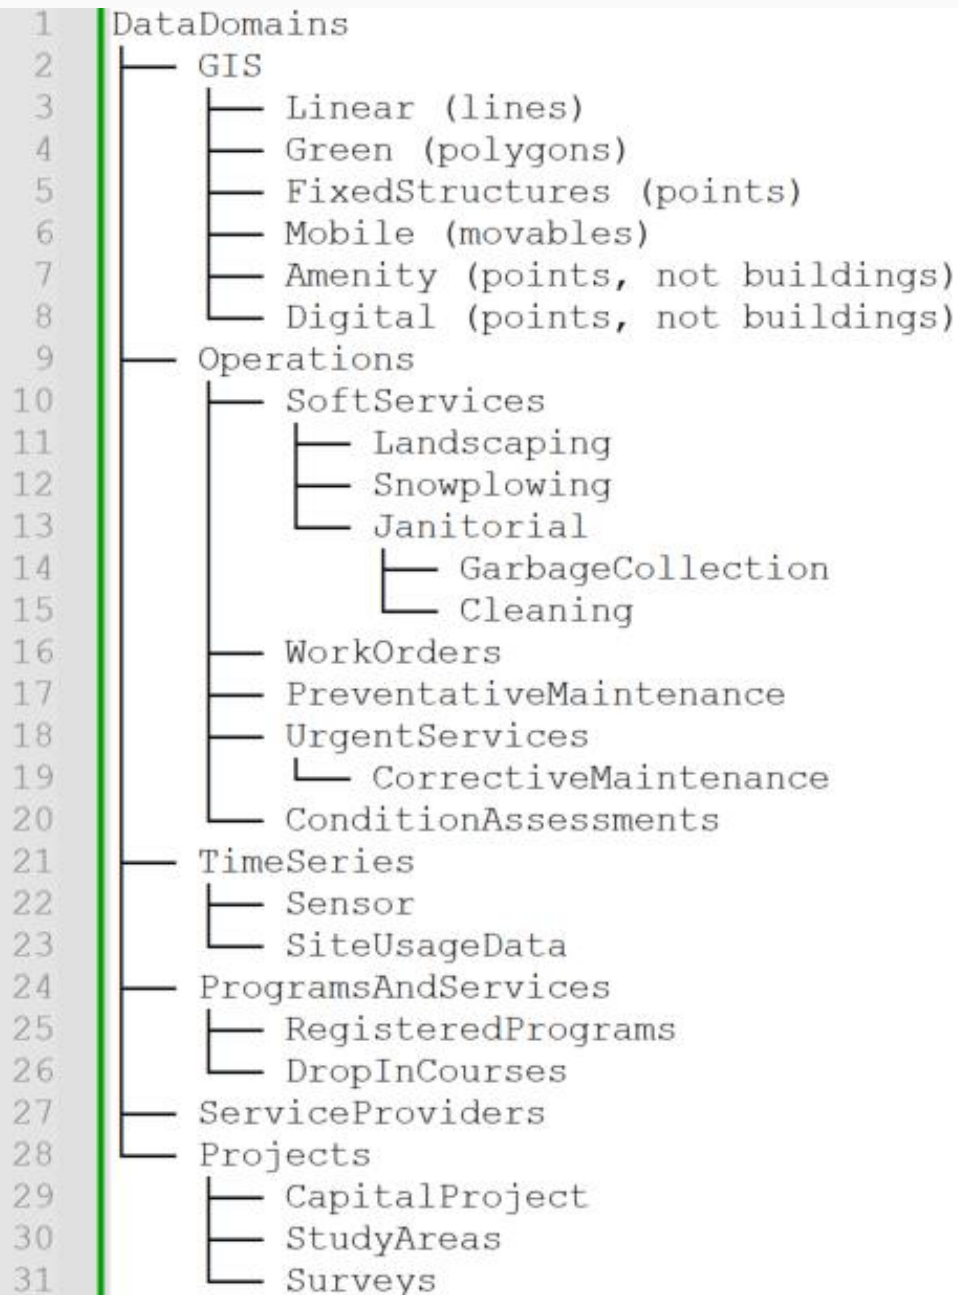 1 DataDomains
2 ├── GIS
3 │   ├── Linear (lines)
4 │   ├── Green (polygons)
5 │   ├── FixedStructures (points)
6 │   ├── Mobile (movables)
7 │   ├── Amenity (points, not buildings)
8 │   └── Digital (points, not buildings)
9 ├── Operations
10 │   ├── SoftServices
11 │   │   ├── Landscaping
12 │   │   ├── Snowplowing
13 │   │   └── Janitorial
14 │   │       ├── GarbageCollection
15 │   │       └── Cleaning
16 │   ├── WorkOrders
17 │   ├── PreventativeMaintenance
18 │   ├── UrgentServices
19 │   │   └── CorrectiveMaintenance
20 │   └── ConditionAssessments
21 ├── TimeSeries
22 │   ├── Sensor
23 │   └── SiteUsageData
24 ├── ProgramsAndServices
25 │   ├── RegisteredPrograms
26 │   └── DropInCourses
27 ├── ServiceProviders
28 └── Projects
29     ├── CapitalProject
30     ├── StudyAreas
31     └── Surveys